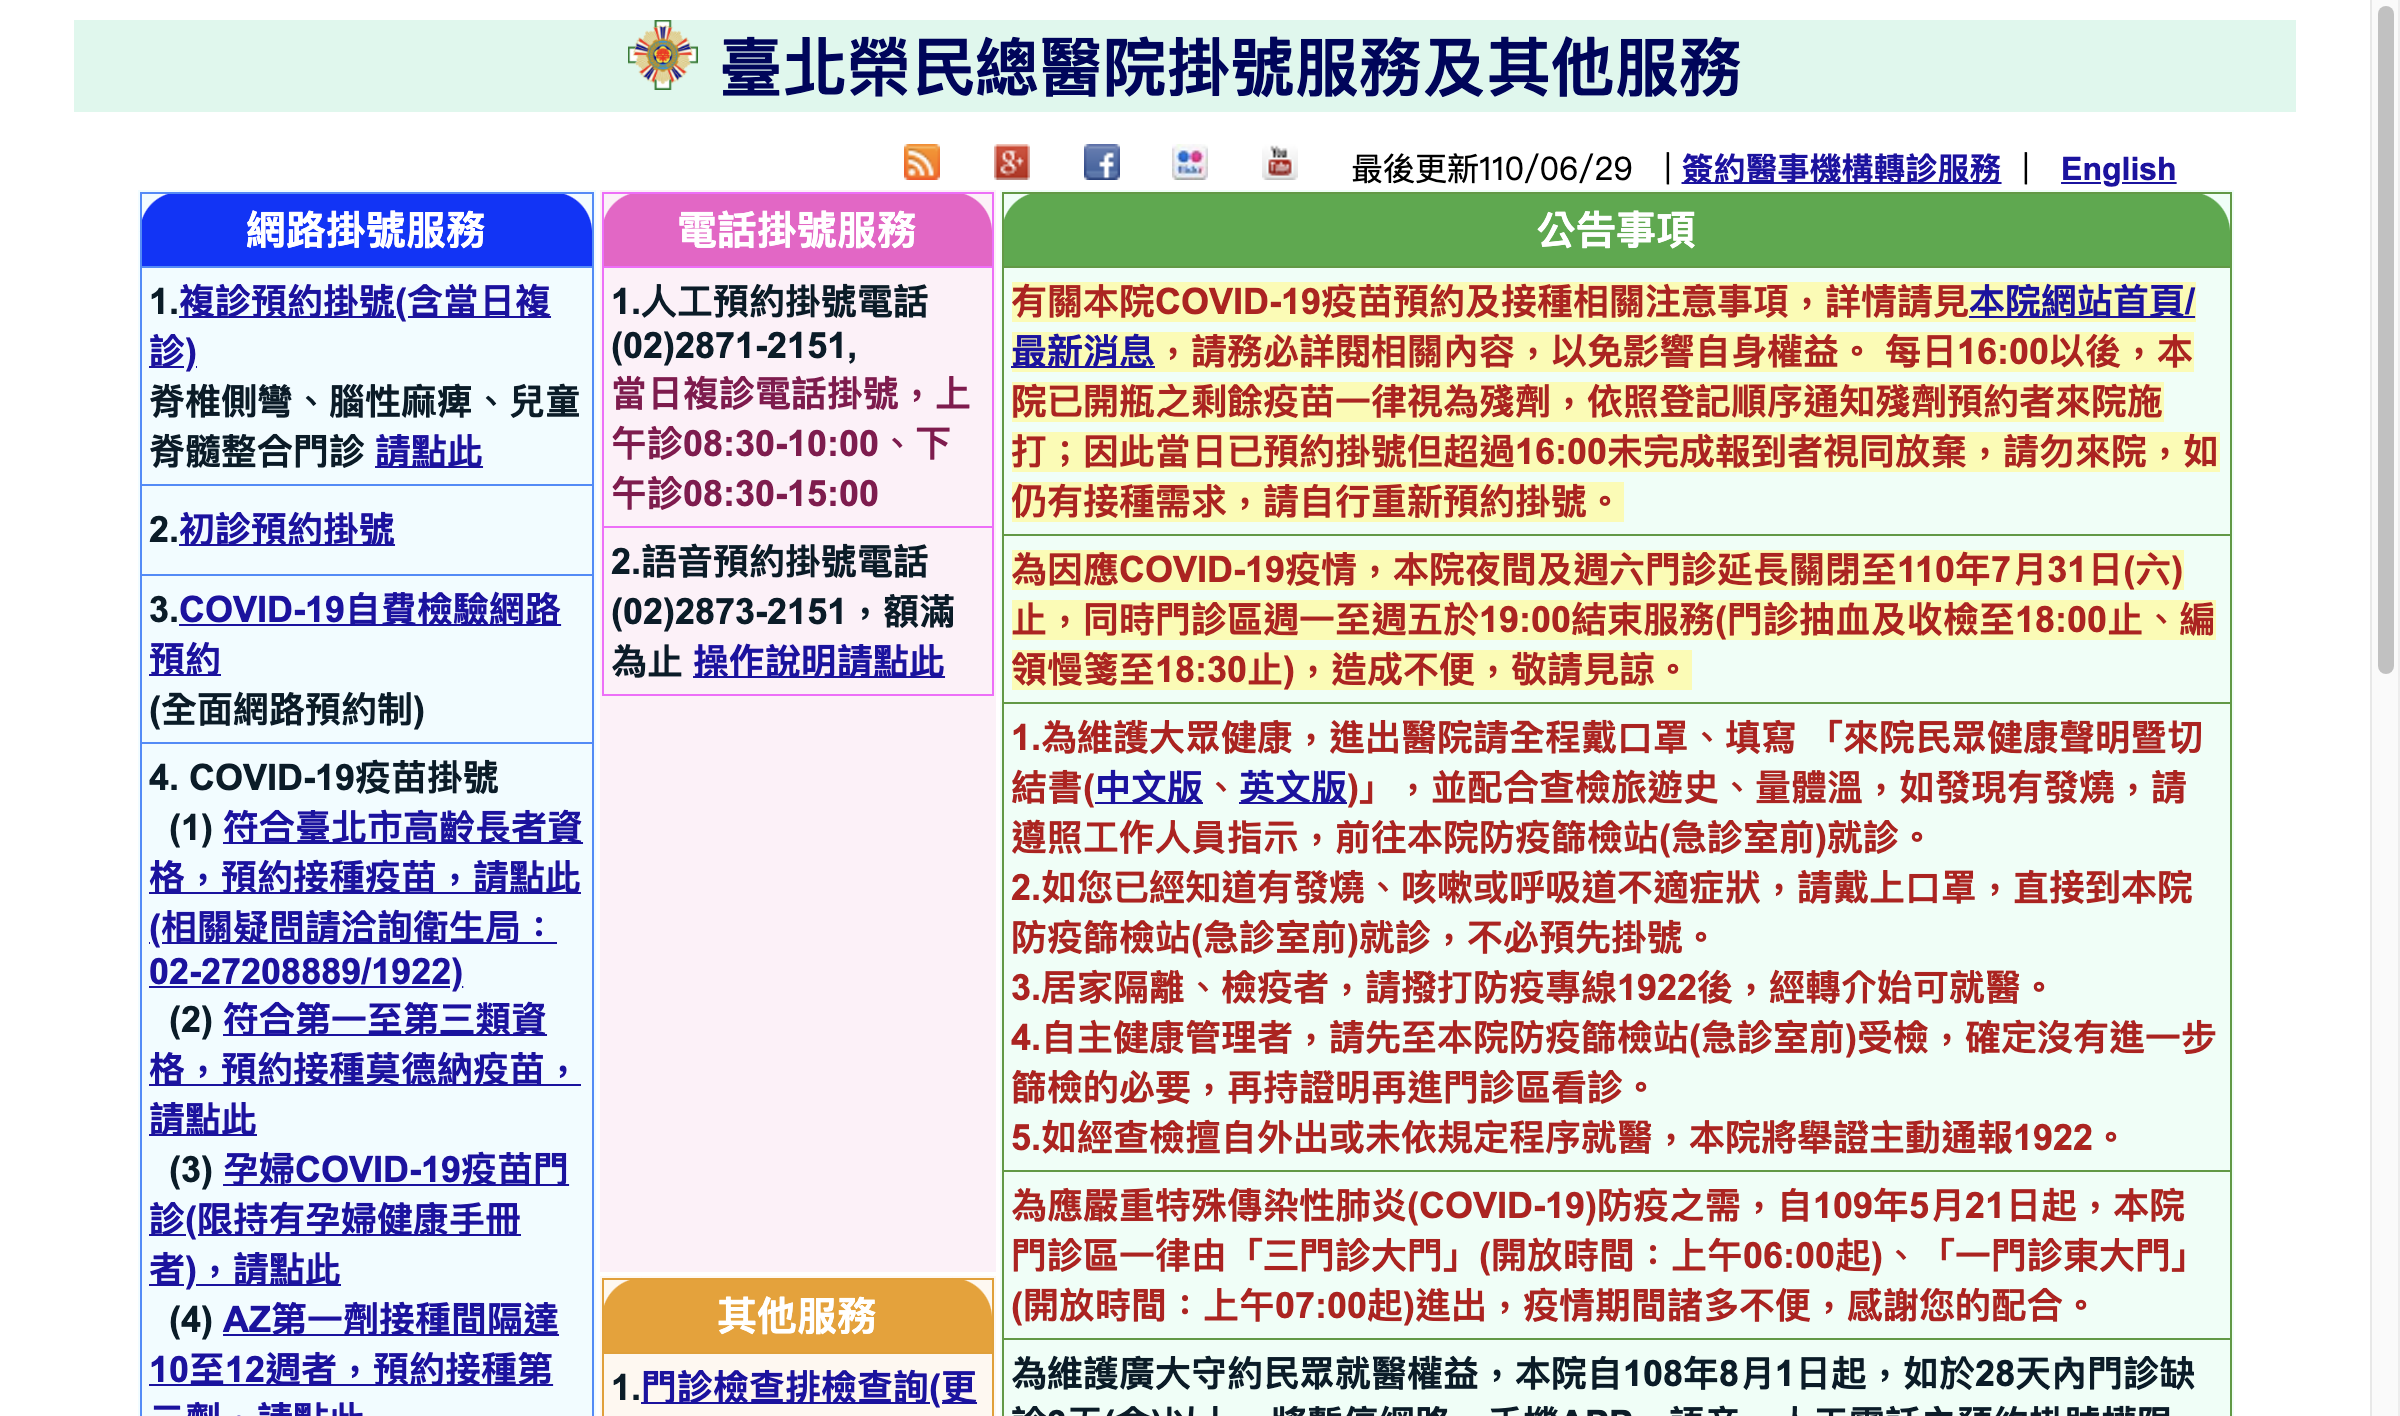 臺北榮民總醫院掛號服務及其他服務
最後更新110/06/29 | 簽約醫事機構轉診服務 | English
網路掛號服務
1.複診預約掛號(含當日複
診)
脊椎側彎、腦性麻痺、兒童
脊髓整合門診 請點此
2.初診預約掛號
3.COVID-19自費檢驗網路
預約
(全面網路預約制)
4. COVID-19疫苗掛號
(1) 符合臺北市高齡長者資
格，預約接種疫苗，請點此
(相關疑問請洽詢衛生局：
02-27208889/1922)
(2) 符合第一至第三類資
格，預約接種莫德納疫苗，
請點此
(3) 孕婦COVID-19疫苗門
診(限持有孕婦健康手冊
者)，請點此
(4) AZ第一劑接種間隔達
10至12週者，預約接種第
電話掛號服務
1.人工預約掛號電話
(02)2871-2151,
當日複診電話掛號，上
午診08:30-10:00、下
午診08:30-15:00
2.語音預約掛號電話
(02)2873-2151，額滿
為止 操作說明請點此
其他服務
1.門診檢查排檢查詢(更
公告事項
有關本院COVID-19疫苗預約及接種相關注意事項，詳情請見本院網站首頁/
最新消息，請務必詳閱相關內容，以免影響自身權益。 每日16:00以後，本
院已開瓶之剩餘疫苗一律視為殘劑，依照登記順序通知殘劑預約者來院施
打；因此當日已預約掛號但超過16:00未完成報到者視同放棄，請勿來院，如
仍有接種需求，請自行重新預約掛號。
為因應COVID-19疫情，本院夜間及週六門診延長關閉至110年7月31日(六)
止，同時門診區週一至週五於19:00結束服務(門診抽血及收檢至18:00止、編
領慢箋至18:30止)，造成不便，敬請見諒。
1.為維護大眾健康，進出醫院請全程戴口罩、填寫 「來院民眾健康聲明暨切
結書(中文版、英文版)」，並配合查檢旅遊史、量體溫，如發現有發燒，請
遵照工作人員指示，前往本院防疫篩檢站(急診室前)就診。
2.如您已經知道有發燒、咳嗽或呼吸道不適症狀，請戴上口罩，直接到本院
防疫篩檢站(急診室前)就診，不必預先掛號。
3.居家隔離、檢疫者，請撥打防疫專線1922後，經轉介始可就醫。
4.自主健康管理者，請先至本院防疫篩檢站(急診室前)受檢，確定沒有進一步
篩檢的必要，再持證明再進門診區看診。
5.如經查檢擅自外出或未依規定程序就醫，本院將舉證主動通報1922。
為應嚴重特殊傳染性肺炎(COVID-19)防疫之需，自109年5月21日起，本院
門診區一律由「三門診大門」(開放時間：上午06:00起)、「一門診東大門」
(開放時間：上午07:00起)進出，疫情期間諸多不便，感謝您的配合。
為維護廣大守約民眾就醫權益，本院自108年8月1日起，如於28天內門診缺